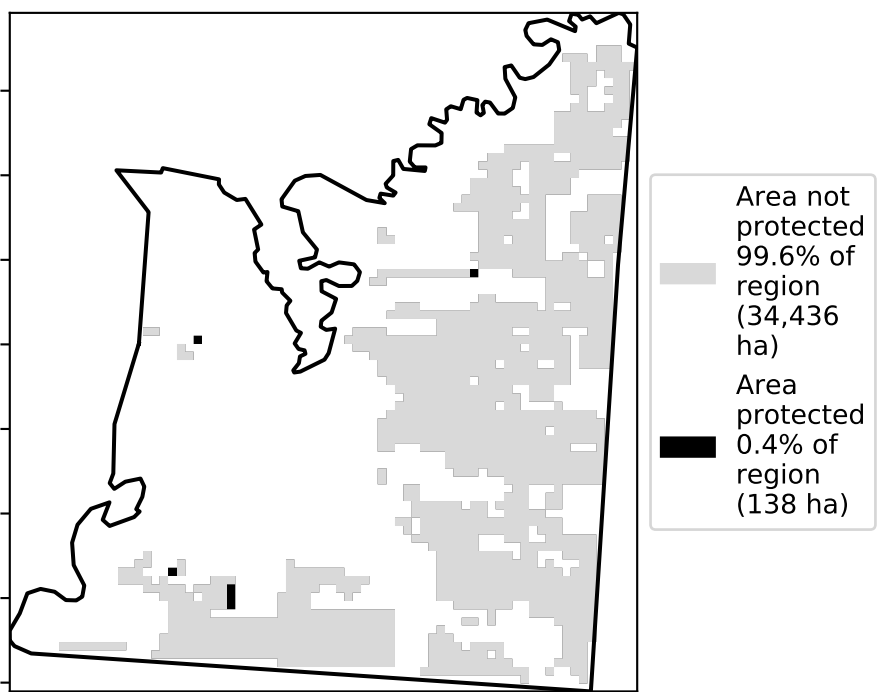 Area not
protected
99.6% of
region
(34,436
ha)
Area
protected
0.4% of
region
(138 ha)